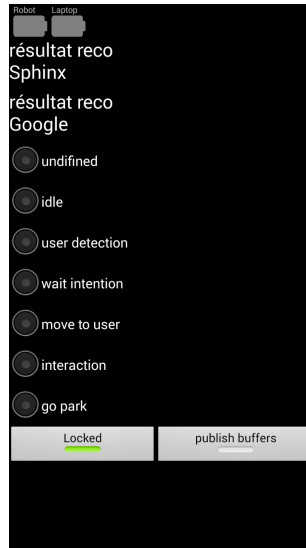 Robot Laptop
résultat reco
Sphinx
résultat reco
Google
undifined
idle
user detection
wait intention
move to user
interaction
go park
Locked publish buffers